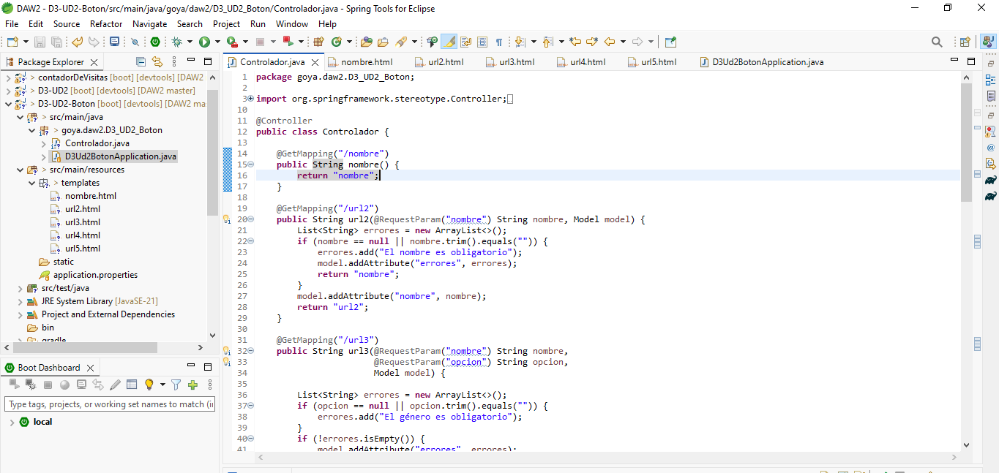 DAW2 - D3-UD2-Boton/src/main/java/goya/daw2/D3_UD2_Boton/Controlador.java - Spring Tools for Eclipse
File Edit Source Refactor Navigate Search Project Run Window Help
Package Explorer
> contadorDeVisitas [boot] [devtools] [DAW2
> D3-UD2 [boot] [devtools] [DAW2 master]
> D3-UD2-Boton [boot] [devtools] [DAW2 ma
> src/main/java
> goya.daw2.D3_UD2_Boton
Controlador.java
D3Ud2BotonApplication.java
> src/main/resources
> templates
nombre.html
url2.html
url3.html
url4.html
url5.html
static
application.properties
src/test/java
JRE System Library [JavaSE-21]
Project and External Dependencies
bin
gradle
Boot Dashboard
Type tags, projects, or working set names to match (i
local
Controlador.java nombre.html url2.html url3.html url4.html url5.html D3Ud2BotonApplication.java
1 package goya.daw2.D3_UD2_Boton;
2
3 import org.springframework.stereotype.Controller;
10
11 @Controller
12 public class Controlador {
13
14 @GetMapping("/nombre")
15 public String nombre() {
16 return "nombre";
17 }
18
19 @GetMapping("/url2")
20 public String url2(@RequestParam("nombre") String nombre, Model model) {
21 List<String> errores = new ArrayList<>();
22 if (nombre == null || nombre.trim().equals("")) {
23 errores.add("El nombre es obligatorio");
24 model.addAttribute("errores", errores);
25 return "nombre";
26 }
27 model.addAttribute("nombre", nombre);
28 return "url2";
29 }
30
31 @GetMapping("/url3")
32 public String url3(@RequestParam("nombre") String nombre,
33 @RequestParam("opcion") String opcion,
34 Model model) {
35
36 List<String> errores = new ArrayList<>();
37 if (opcion == null || opcion.trim().equals("")) {
38 errores.add("El género es obligatorio");
39 }
40 if (!errores.isEmpty()) {
41 model.addAttribute("errores", errores);